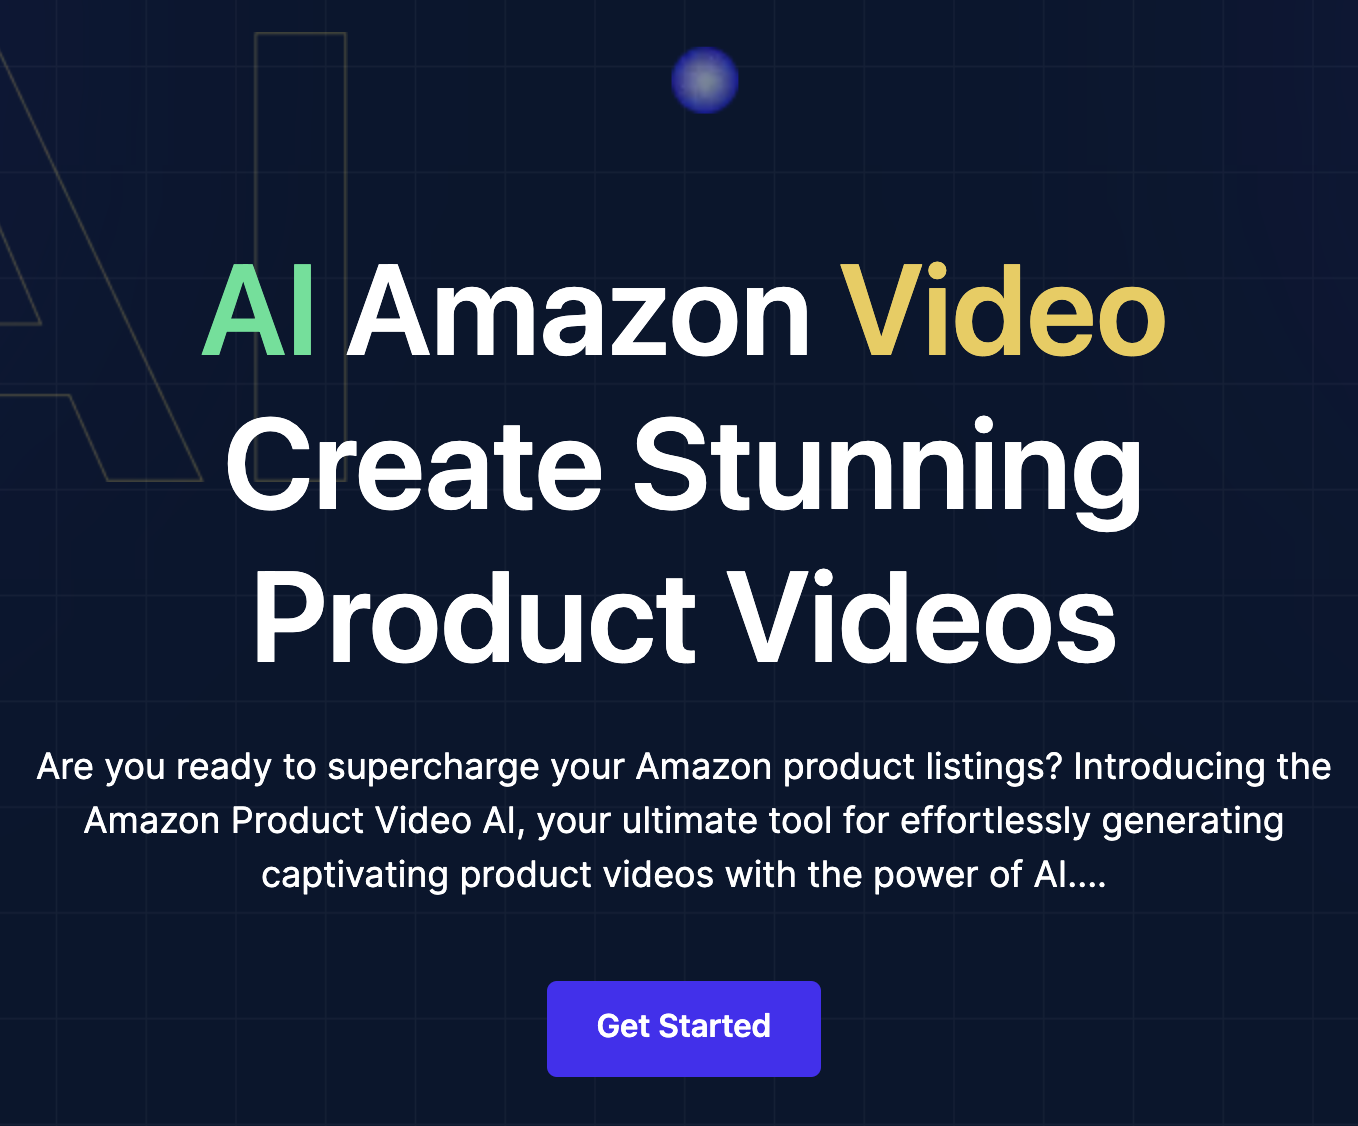 AI
AI Amazon Video
Create Stunning
Product Videos
Are you ready to supercharge your Amazon product listings? Introducing the
Amazon Product Video AI, your ultimate tool for effortlessly generating
captivating product videos with the power of AI....
Get Started